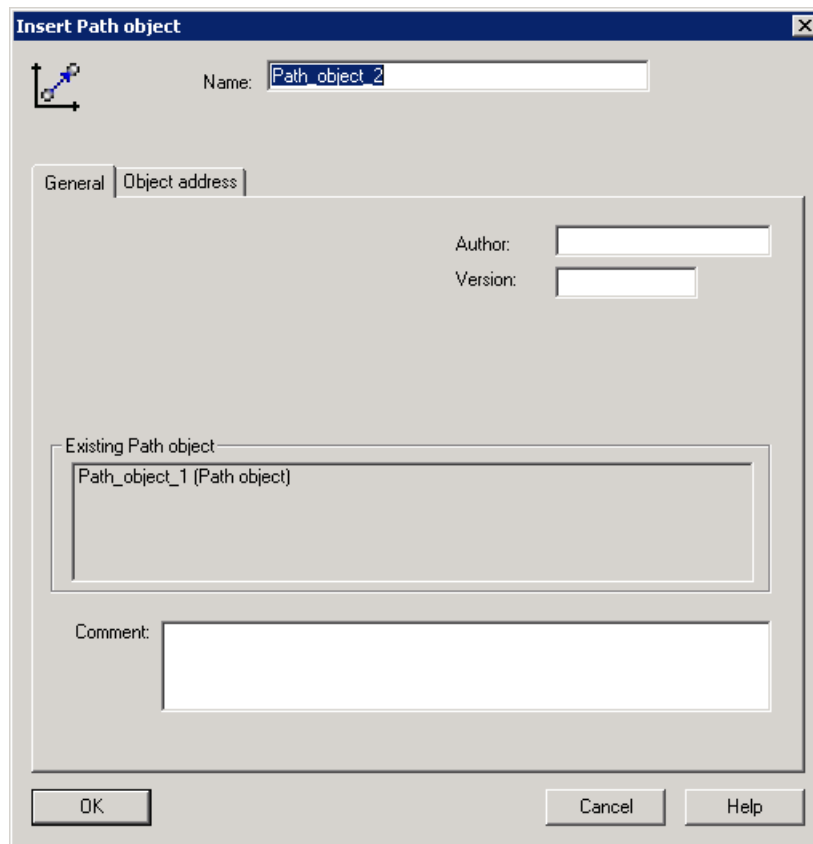 Insert Path object
Name: Path_object_2
General Object address
Author:
Version:
Existing Path object
Path_object_1 (Path object)
Comment:
OK Cancel Help